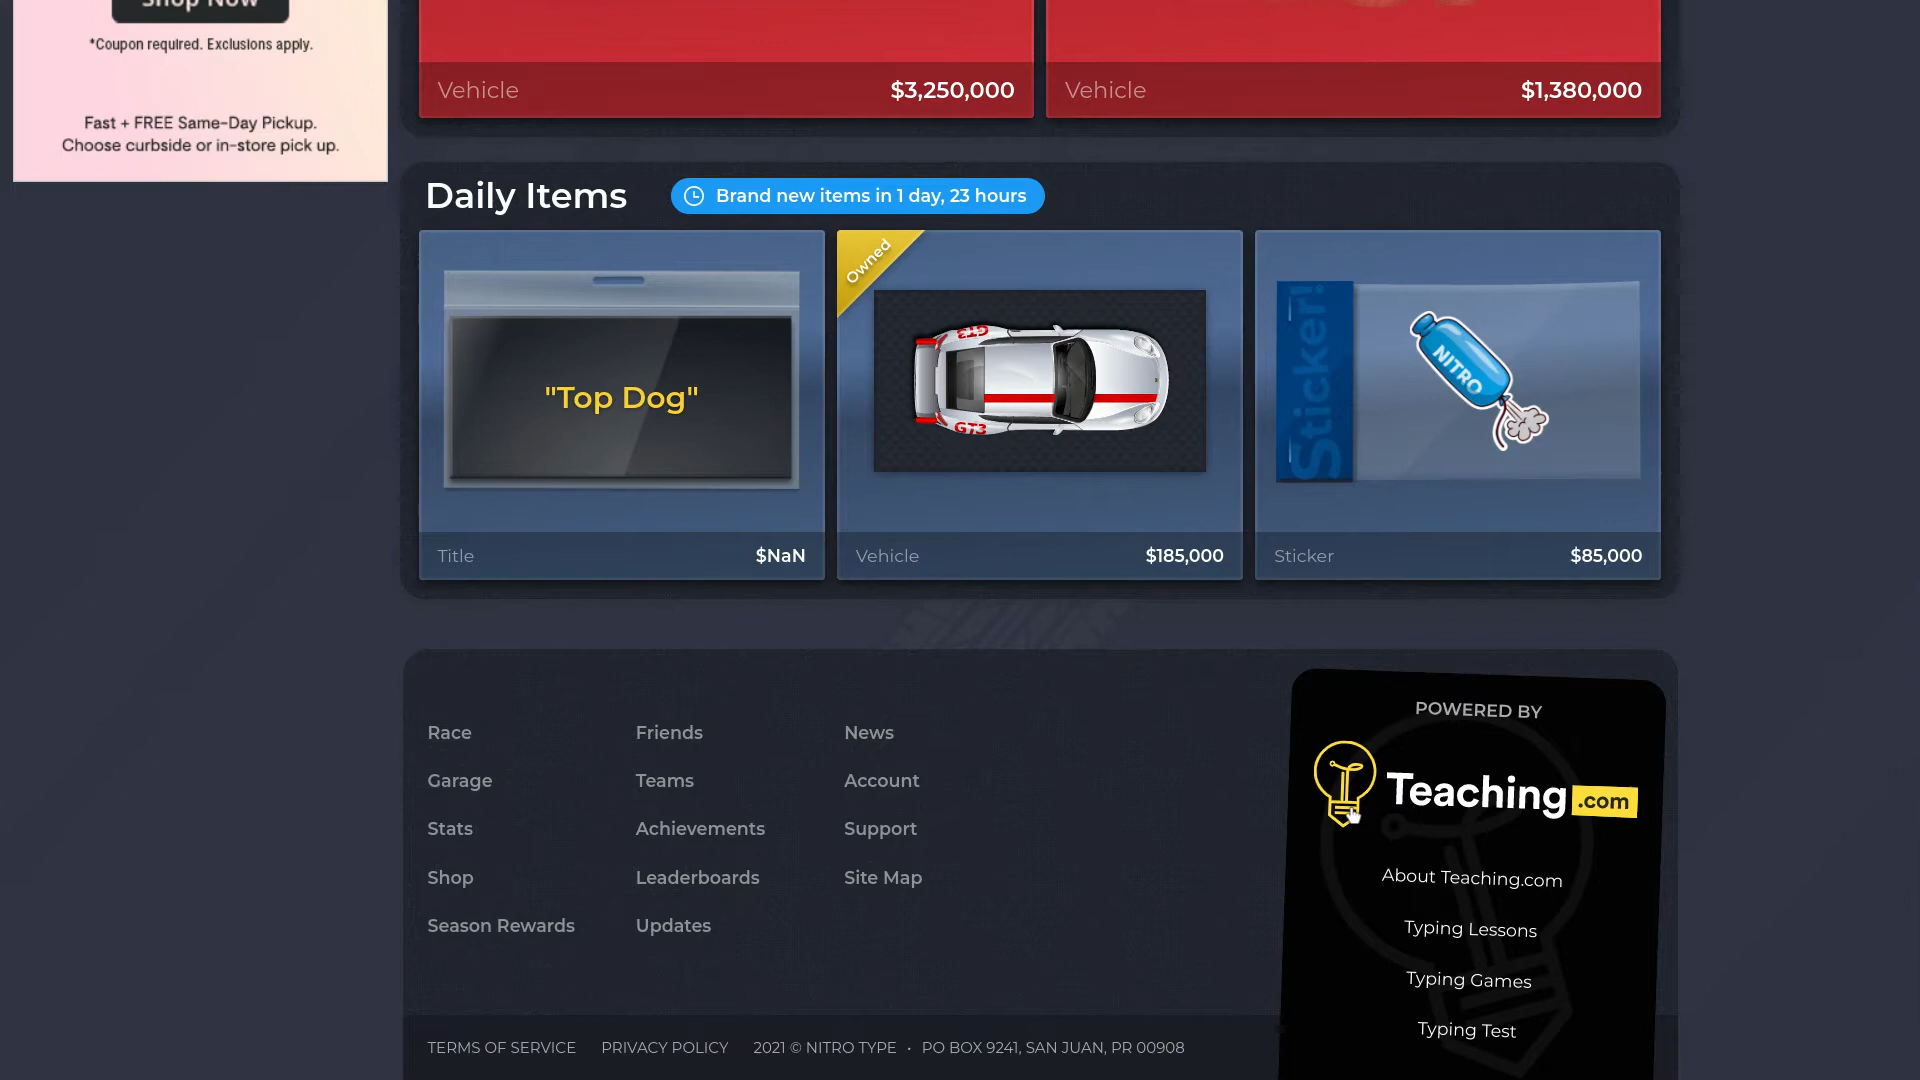 Shop Now
*Coupon required. Exclusions apply.
Fast + FREE Same-Day Pickup.
Choose curbside or in-store pick up.
Vehicle $3,250,000
Vehicle $1,380,000
Daily Items
Brand new items in 1 day, 23 hours
"Top Dog"
Title $NaN
Owned
GT3
GT3
Vehicle $185,000
Sticker!
NITRO
Sticker $85,000
Race
Garage
Stats
Shop
Season Rewards
Friends
Teams
Achievements
Leaderboards
Updates
News
Account
Support
Site Map
POWERED BY
Teaching.com
About Teaching.com
Typing Lessons
Typing Games
Typing Test
TERMS OF SERVICE PRIVACY POLICY 2021 © NITRO TYPE • PO BOX 9241, SAN JUAN, PR 00908